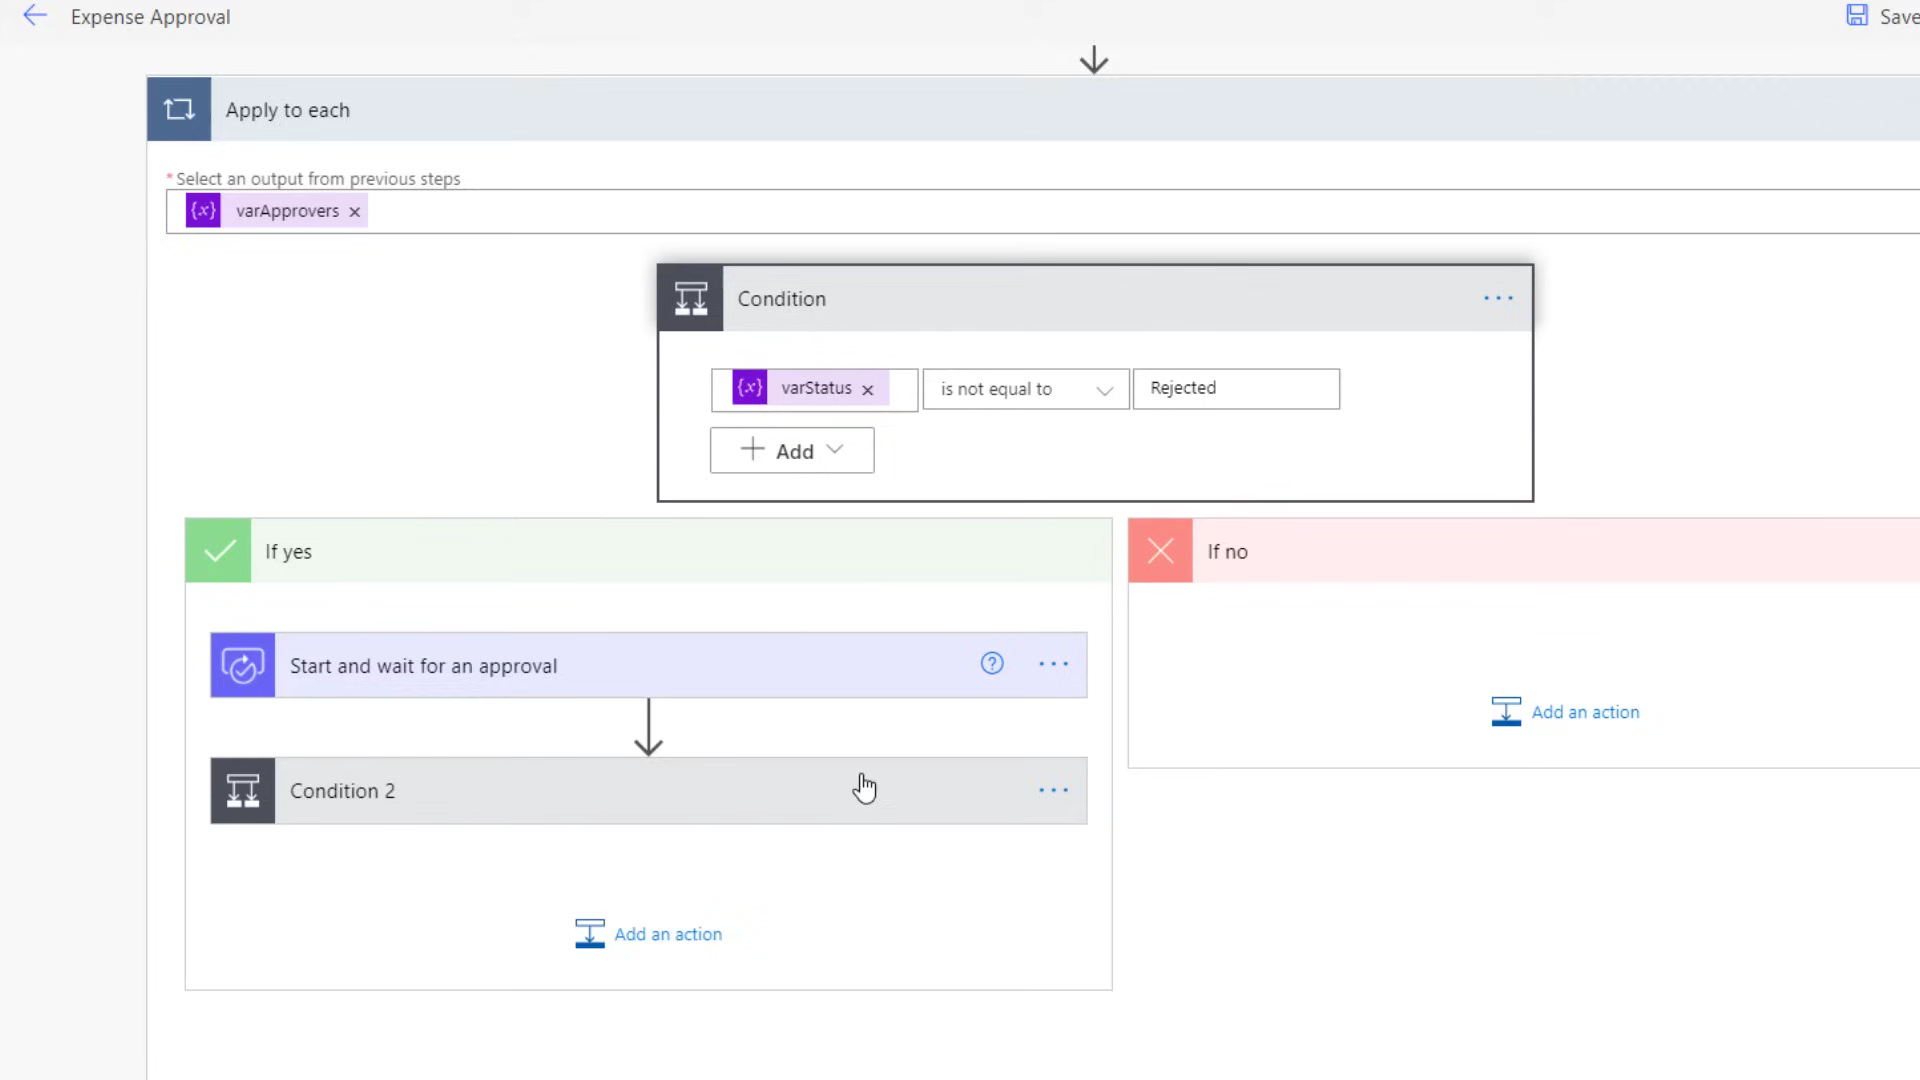 Expense Approval
Save
Apply to each
* Select an output from previous steps
{x} varApprovers ×
Condition
...
{x} varStatus ×
is not equal to
Rejected
+ Add
If yes
If no
Start and wait for an approval
? ...
Add an action
Condition 2
...
Add an action